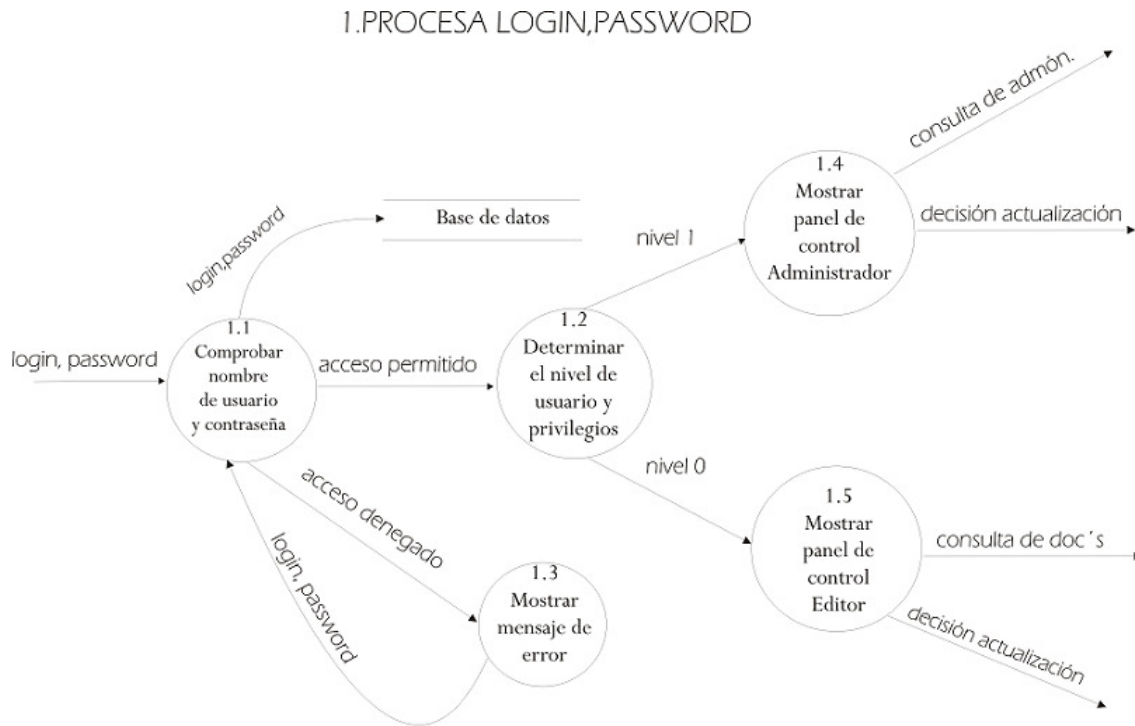 1.PROCESA LOGIN,PASSWORD
consulta de admón.
1.4
Mostrar
panel de
control
Administrador
decisión actualización
Base de datos
login,password
nivel 1
1.1
Comprobar
nombre
de usuario
y contraseña
login, password
acceso permitido
1.2
Determinar
el nivel de
usuario y
privilegios
nivel 0
acceso denegado
login, password
1.3
Mostrar
mensaje de
error
1.5
Mostrar
panel de
control
Editor
consulta de doc´s
decisión actualización